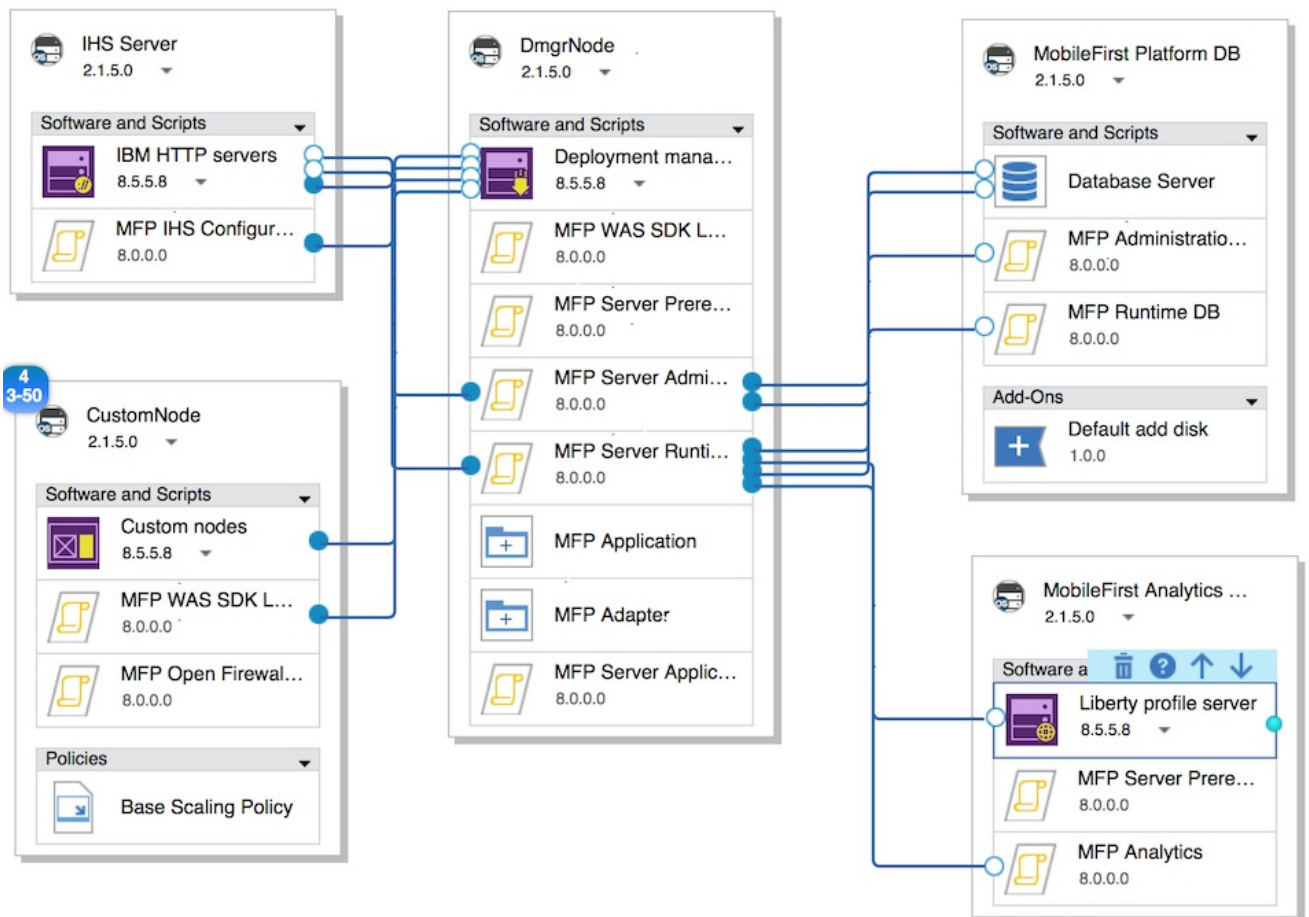 IHS Server
2.1.5.0
Software and Scripts
IBM HTTP servers
8.5.5.8
MFP IHS Configur...
8.0.0.0
4
3-50
CustomNode
2.1.5.0
Software and Scripts
Custom nodes
8.5.5.8
MFP WAS SDK L...
8.0.0.0
MFP Open Firewal...
8.0.0.0
Policies
Base Scaling Policy
DmgrNode
2.1.5.0
Software and Scripts
Deployment mana...
8.5.5.8
MFP WAS SDK L...
8.0.0.0
MFP Server Prere...
8.0.0.0
MFP Server Admi...
8.0.0.0
MFP Server Runti...
8.0.0.0
MFP Application
MFP Adapter
MFP Server Applic...
8.0.0.0
MobileFirst Platform DB
2.1.5.0
Software and Scripts
Database Server
MFP Administratio...
8.0.0.0
MFP Runtime DB
8.0.0.0
Add-Ons
Default add disk
1.0.0
MobileFirst Analytics ...
2.1.5.0
Software a
Liberty profile server
8.5.5.8
MFP Server Prere...
8.0.0.0
MFP Analytics
8.0.0.0